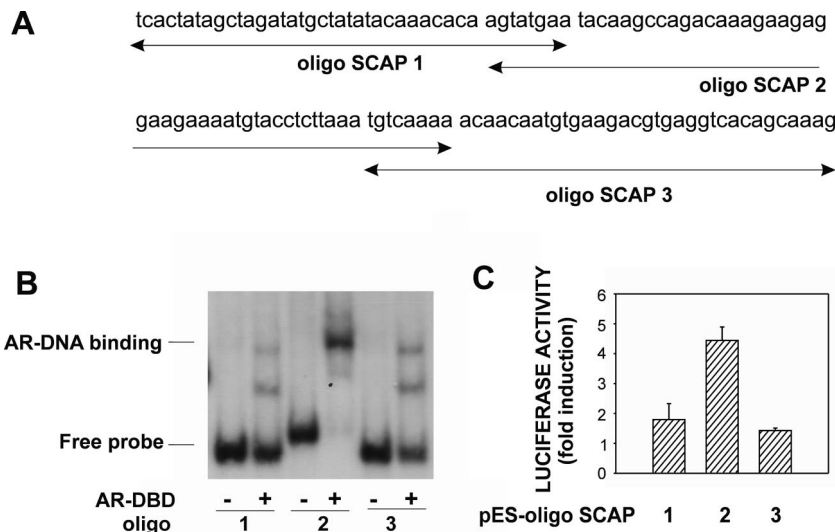 A
tcactatagctagatatgctatatacaaacaca agtatgaa tacaagccagacaaagaagag
oligo SCAP 1
oligo SCAP 2
gaagaaaatgtacctcttaaa tgtcaaaa acaacaatgtgaagacgtgaggtcacagcaaag
oligo SCAP 3
B
AR-DNA binding
Free probe
AR-DBD - + - + - +
oligo 1 2 3
C
LUCIFERASE ACTIVITY
(fold induction)
6
5
4
3
2
1
0
pES-oligo SCAP 1 2 3